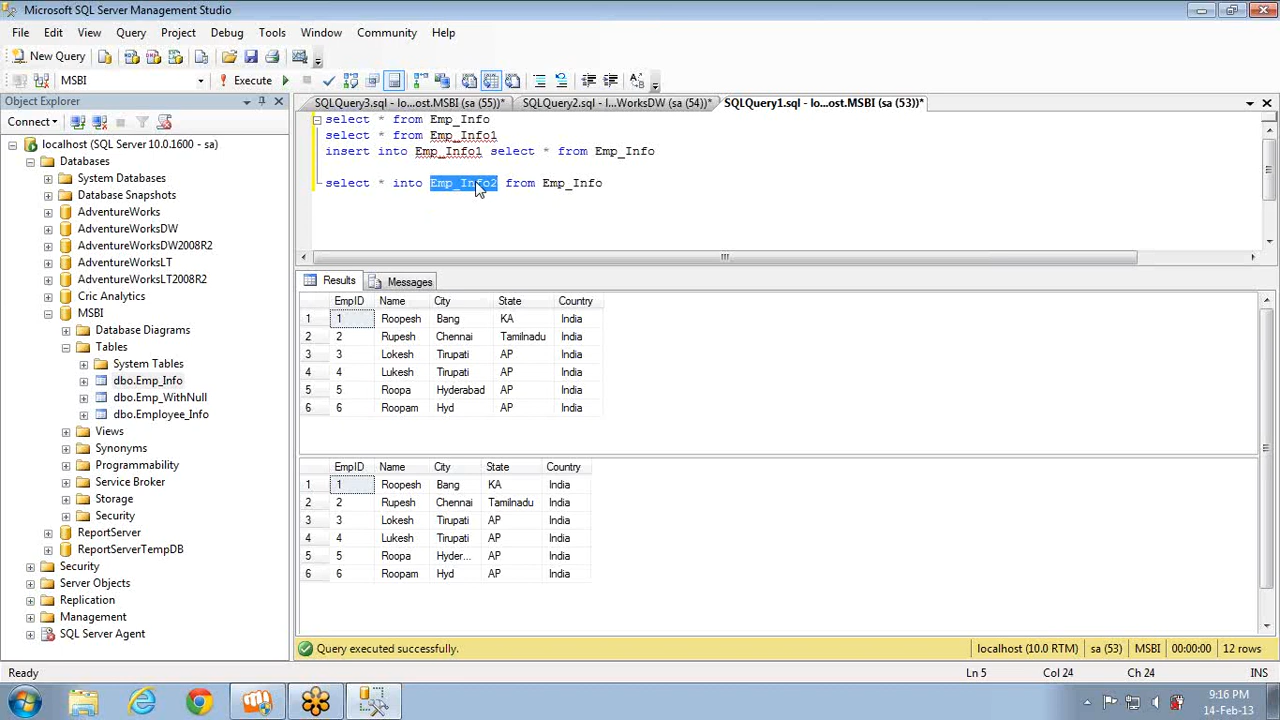 Microsoft SQL Server Management Studio
File Edit View Query Project Debug Tools Window Community Help
New Query
MSBI Execute
Object Explorer
SQLQuery3.sql - lo...ost.MSBI (sa (55))* SQLQuery2.sql - l...WorksDW (sa (54))* SQLQuery1.sql - lo...ost.MSBI (sa (53))*
Connect
localhost (SQL Server 10.0.1600 - sa)
Databases
System Databases
Database Snapshots
AdventureWorks
AdventureWorksDW
AdventureWorksDW2008R2
AdventureWorksLT
AdventureWorksLT2008R2
Cric Analytics
MSBI
Database Diagrams
Tables
System Tables
dbo.Emp_Info
dbo.Emp_WithNull
dbo.Employee_Info
Views
Synonyms
Programmability
Service Broker
Storage
Security
ReportServer
ReportServerTempDB
Security
Server Objects
Replication
Management
SQL Server Agent
select * from Emp_Info
select * from Emp_Info1
insert into Emp_Info1 select * from Emp_Info
select * into Emp_Info2 from Emp_Info
Results Messages
EmpID Name City State Country
1 1 Roopesh Bang KA India
2 2 Rupesh Chennai Tamilnadu India
3 3 Lokesh Tirupati AP India
4 4 Lukesh Tirupati AP India
5 5 Roopa Hyderabad AP India
6 6 Roopam Hyd AP India
EmpID Name City State Country
1 1 Roopesh Bang KA India
2 2 Rupesh Chennai Tamilnadu India
3 3 Lokesh Tirupati AP India
4 4 Lukesh Tirupati AP India
5 5 Roopa Hyder... AP India
6 6 Roopam Hyd AP India
Query executed successfully. localhost (10.0 RTM) sa (53) MSBI 00:00:00 12 rows
Ready Ln 5 Col 24 Ch 24 INS
9:16 PM
14-Feb-13